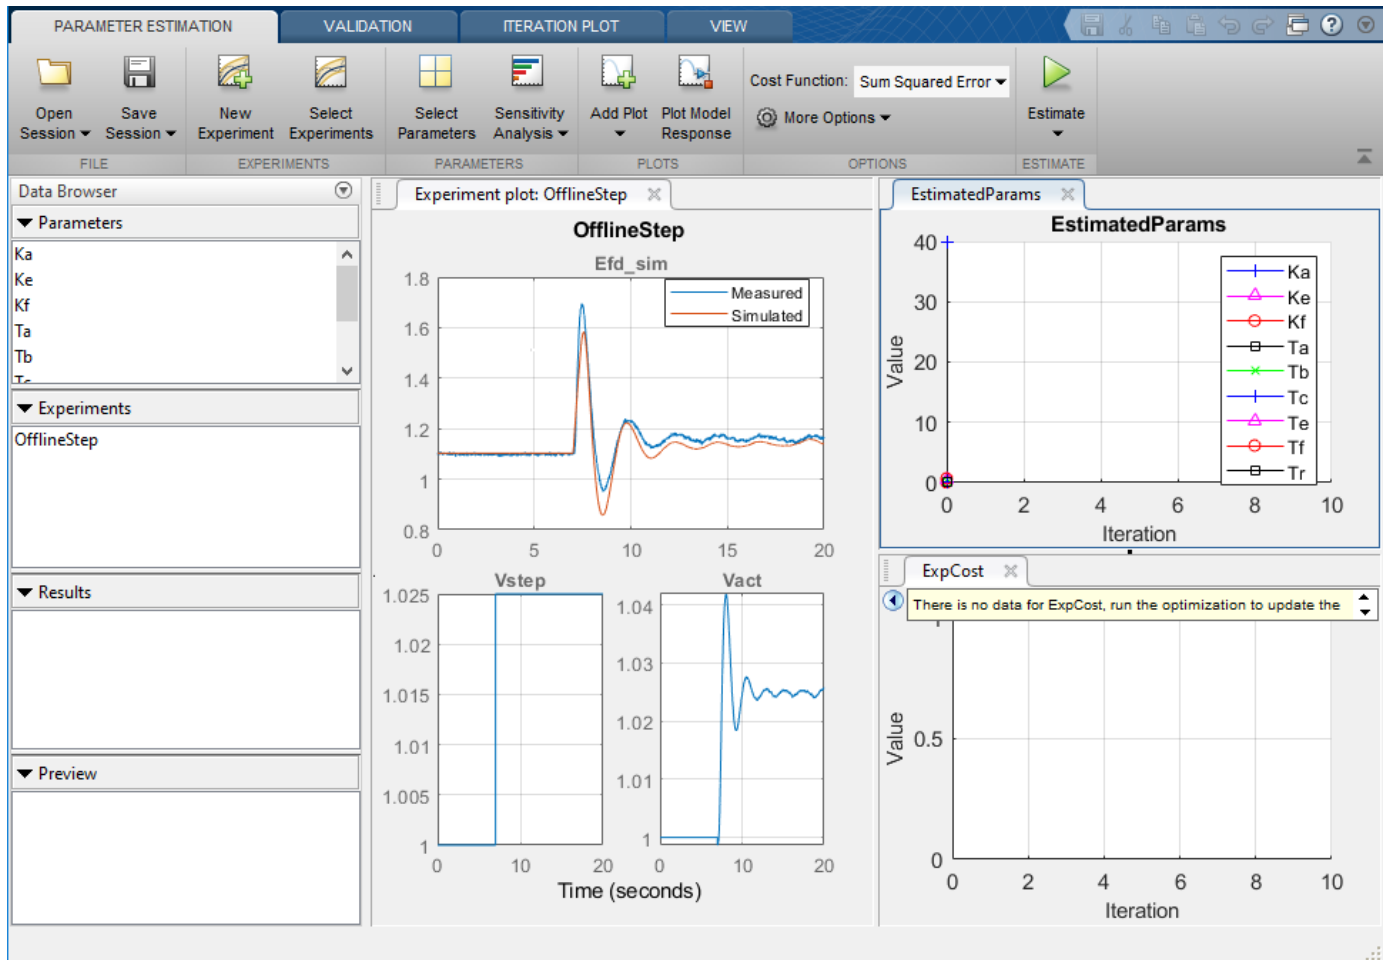 PARAMETER ESTIMATION
VALIDATION
ITERATION PLOT
VIEW
Open Session
Save Session
New Experiment
Select Experiments
Select Parameters
Sensitivity Analysis
Add Plot
Plot Model Response
Cost Function: Sum Squared Error
More Options
Estimate
FILE
EXPERIMENTS
PARAMETERS
PLOTS
OPTIONS
ESTIMATE
Data Browser
Parameters
Ka
Ke
Kf
Ta
Tb
Tc
Experiments
OfflineStep
Results
Preview
Experiment plot: OfflineStep
OfflineStep
Efd_sim
Measured
Simulated
1.8
1.6
1.4
1.2
1
0.8
0
5
10
15
20
Vstep
1.025
1.02
1.015
1.01
1.005
1
0
10
20
Vact
1.04
1.03
1.02
1.01
1
0
10
20
Time (seconds)
EstimatedParams
EstimatedParams
40
30
20
10
0
Value
Ka
Ke
Kf
Ta
Tb
Tc
Te
Tf
Tr
0
2
4
6
8
10
Iteration
ExpCost
There is no data for ExpCost, run the optimization to update the
1
0.5
0
Value
0
2
4
6
8
10
Iteration